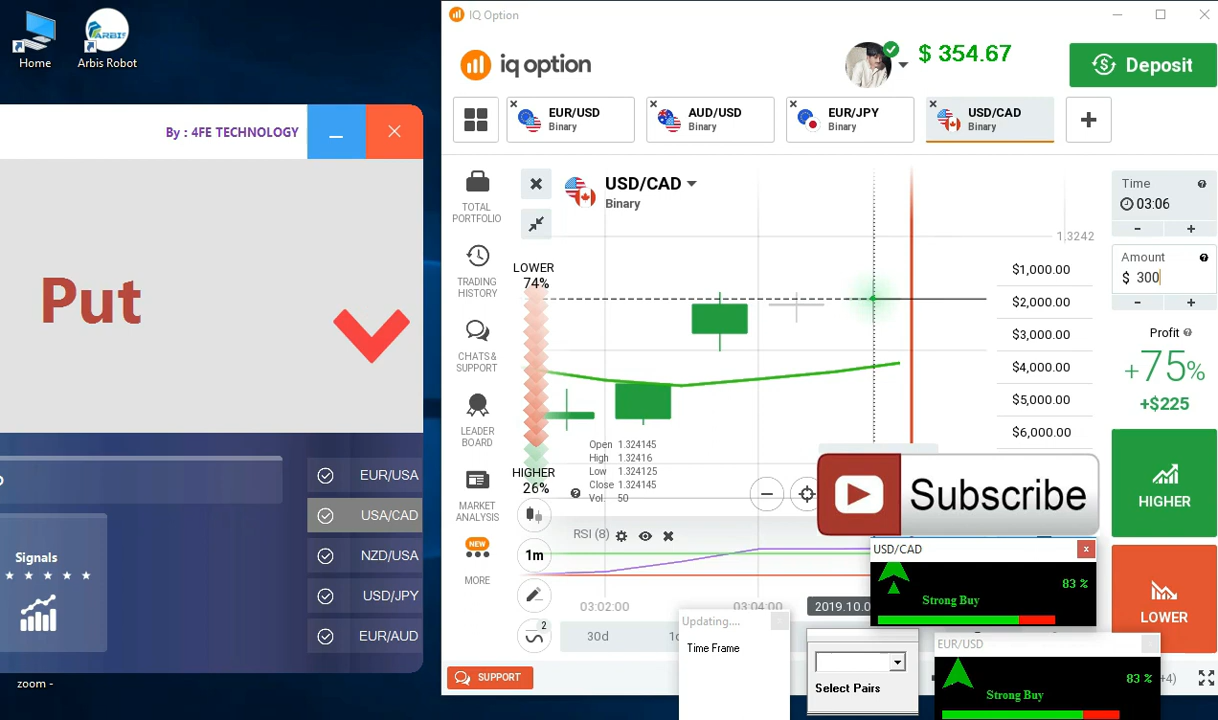 Home
Arbis Robot
ARBIS
By : 4FE TECHNOLOGY
Put
EUR/USA
USA/CAD
NZD/USA
USD/JPY
EUR/AUD
Signals
zoom -
IQ Option
iq option
$ 354.67
Deposit
EUR/USD
Binary
AUD/USD
Binary
EUR/JPY
Binary
USD/CAD
Binary
TOTAL
PORTFOLIO
TRADING
HISTORY
CHATS &
SUPPORT
LEADER
BOARD
MARKET
ANALYSIS
NEW
MORE
SUPPORT
USD/CAD
Binary
LOWER
74%
HIGHER
26%
Open 1.324145
High 1.32416
Low 1.324125
Close 1.324145
Vol. 50
RSI (8)
1m
2
03:02:00
03:04:00
2019.10.0
30d
1.3242
$1,000.00
$2,000.00
$3,000.00
$4,000.00
$5,000.00
$6,000.00
Time
03:06
- +
Amount
$ 300
- +
Profit
+75%
+$225
HIGHER
LOWER
Subscribe
USD/CAD
x
83 %
Strong Buy
Updating....
Time Frame
Select Pairs
EUR/USD
83 %
Strong Buy
+4)